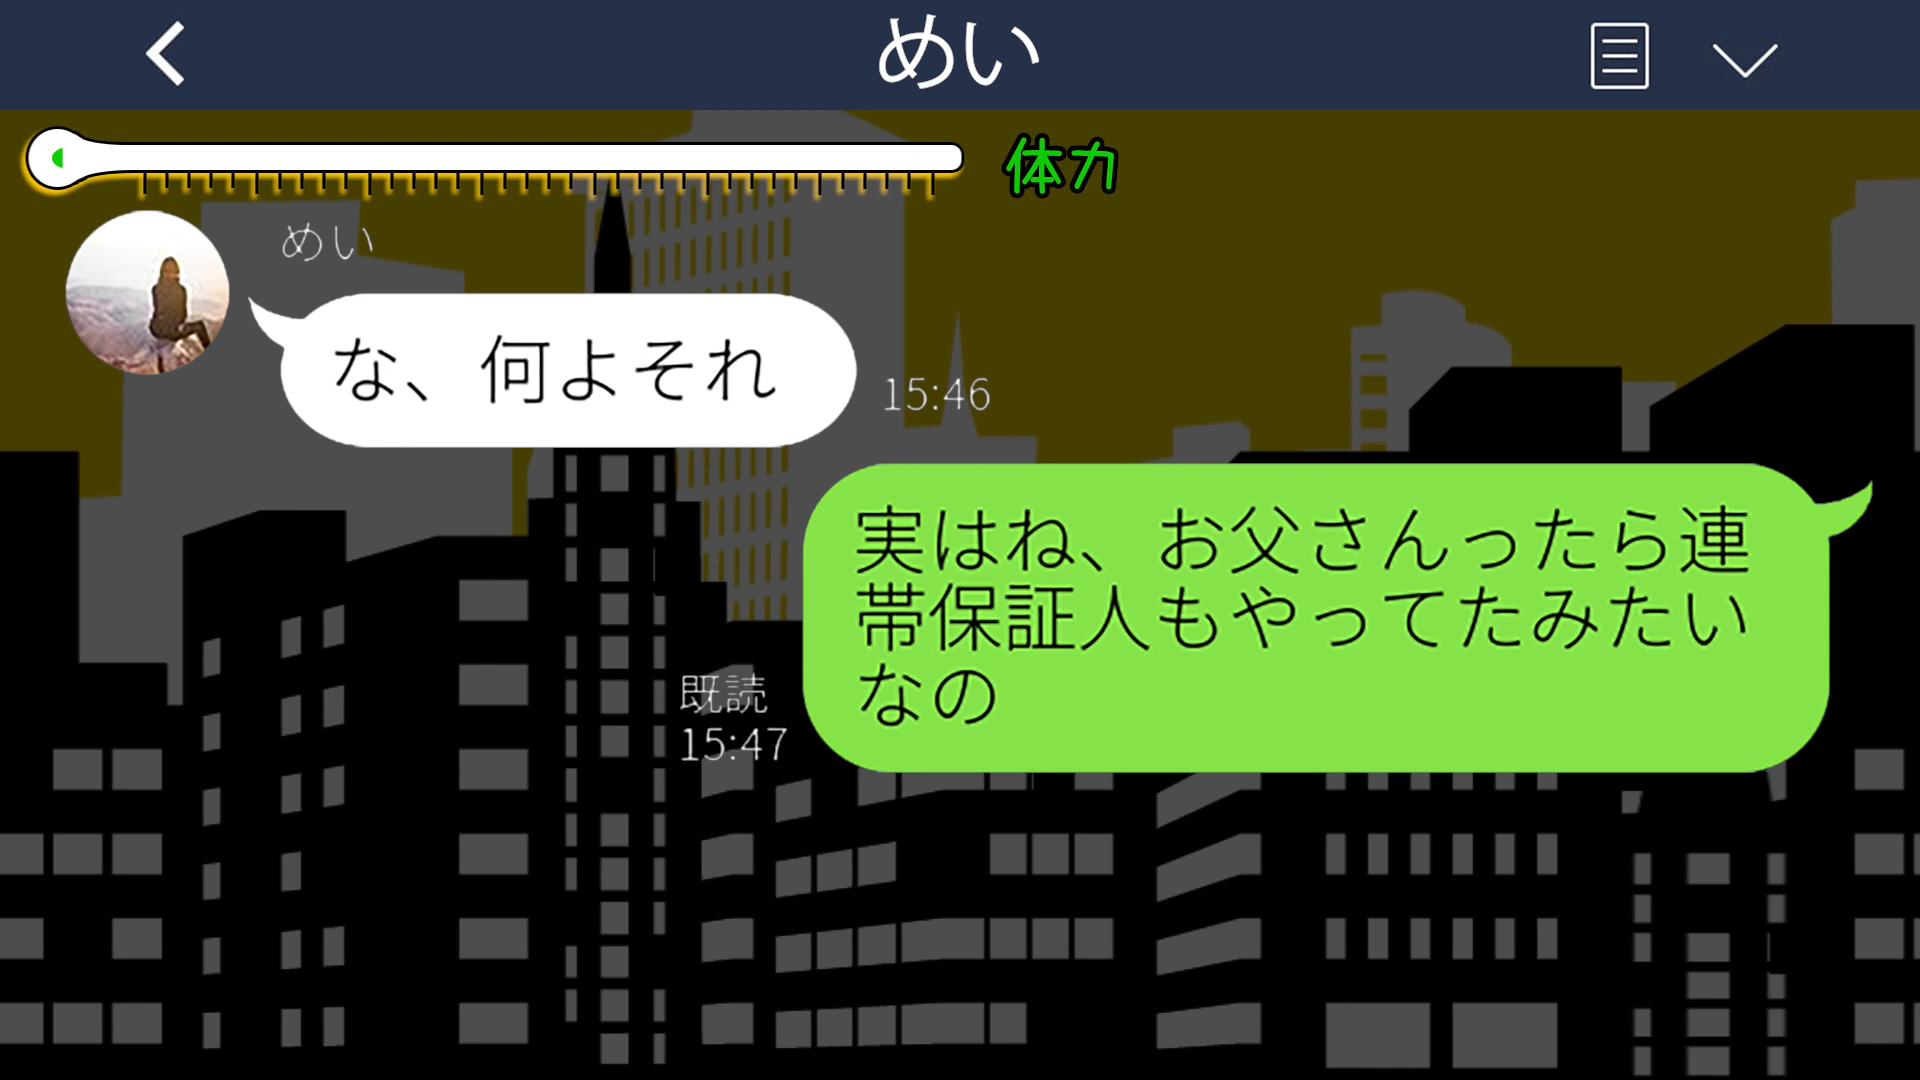 めい
体力
めい
な、何よそれ
15:46
実はね、お父さんったら連
帯保証人もやってたみたい
なの
既読
15:47